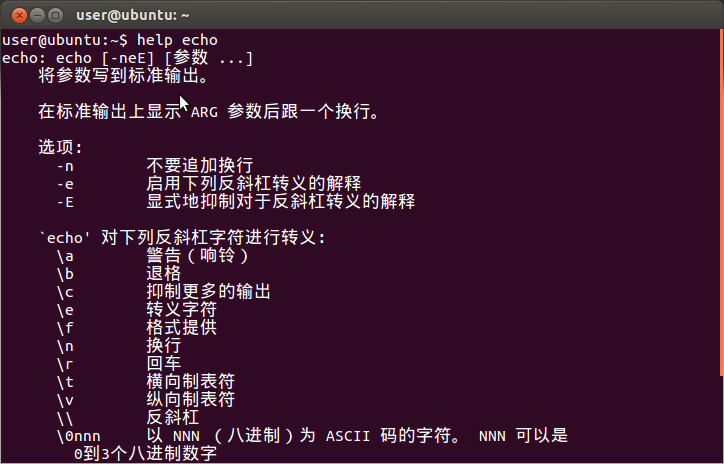 user@ubuntu: ~
user@ubuntu:~$ help echo
echo: echo [-neE] [参数 ...]
将参数写到标准输出。
在标准输出上显示 ARG 参数后跟一个换行。
选项:
-n 不要追加换行
-e 启用下列反斜杠转义的解释
-E 显式地抑制对于反斜杠转义的解释
`echo' 对下列反斜杠字符进行转义:
\a 警告(响铃)
\b 退格
\c 抑制更多的输出
\e 转义字符
\f 格式提供
\n 换行
\r 回车
\t 横向制表符
\v 纵向制表符
\\ 反斜杠
\0nnn 以 NNN (八进制)为 ASCII 码的字符。 NNN 可以是
0到3个八进制数字